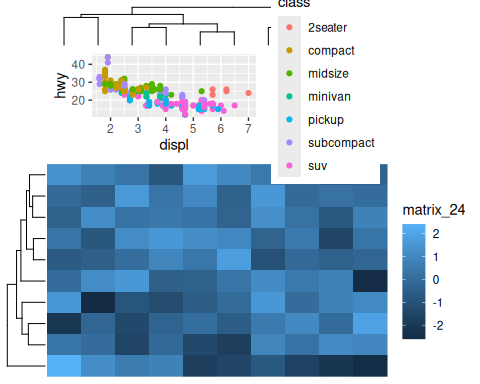 class
2seater
compact
midsize
minivan
pickup
subcompact
suv
hwy
40
30
20
2 3 4 5 6 7
displ
matrix_24
2
1
0
-1
-2